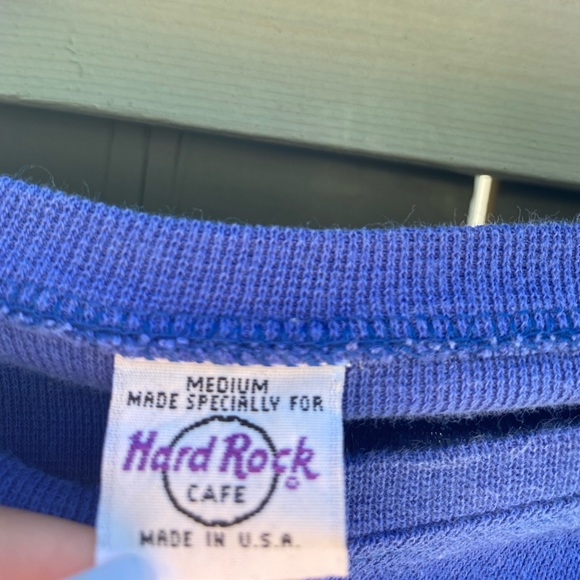 MEDIUM
MADE SPECIALLY FOR
Hard Rock
CAFE
MADE IN U.S.A.